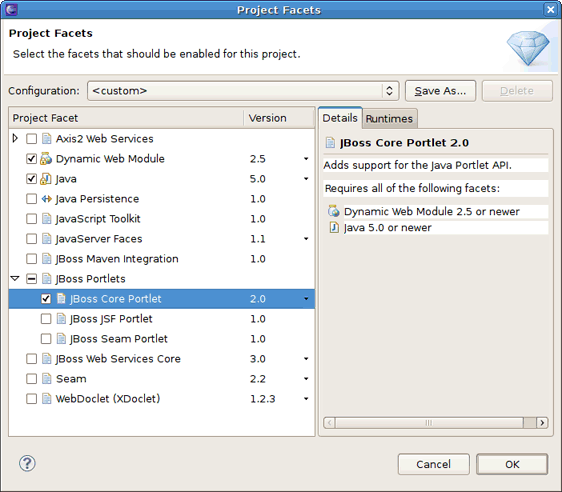 Project Facets
Project Facets
Select the facets that should be enabled for this project.
Configuration: <custom> Save As... Delete
Project Facet Version
Axis2 Web Services
Dynamic Web Module 2.5
Java 5.0
Java Persistence 1.0
JavaScript Toolkit 1.0
JavaServer Faces 1.1
JBoss Maven Integration 1.0
JBoss Portlets
JBoss Core Portlet 2.0
JBoss JSF Portlet 1.0
JBoss Seam Portlet 1.0
JBoss Web Services Core 3.0
Seam 2.2
WebDoclet (XDoclet) 1.2.3
Details Runtimes
JBoss Core Portlet 2.0
Adds support for the Java Portlet API.
Requires all of the following facets:
Dynamic Web Module 2.5 or newer
Java 5.0 or newer
Cancel OK